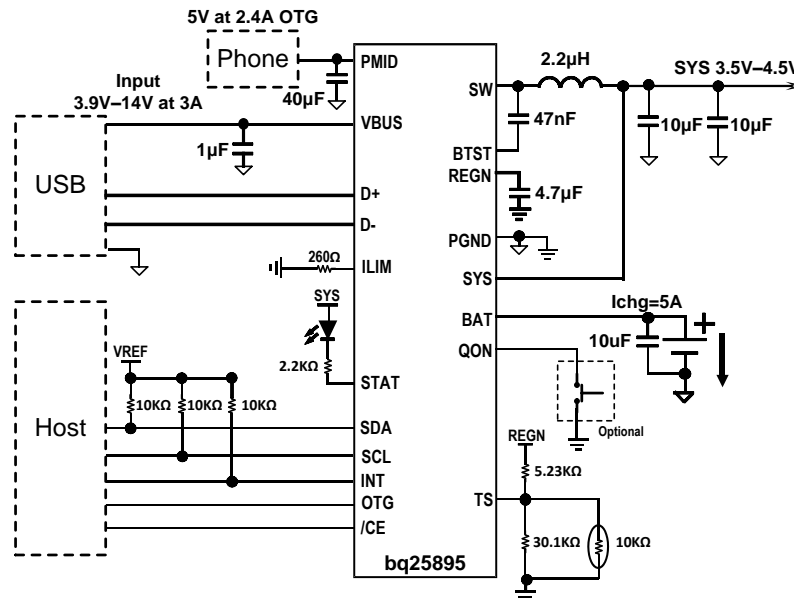 5V at 2.4A OTG
Phone
Input
3.9V–14V at 3A
40µF
PMID
VBUS
1µF
USB
D+
D-
260Ω
ILIM
SYS
2.2KΩ
STAT
VREF
10KΩ
10KΩ
10KΩ
Host
SDA
SCL
INT
OTG
/CE
bq25895
SW
2.2µH
SYS 3.5V–4.5V
47nF
10µF
10µF
BTST
REGN
4.7µF
PGND
SYS
Ichg=5A
BAT
+
10uF
QON
Optional
REGN
5.23KΩ
TS
30.1KΩ
10KΩ